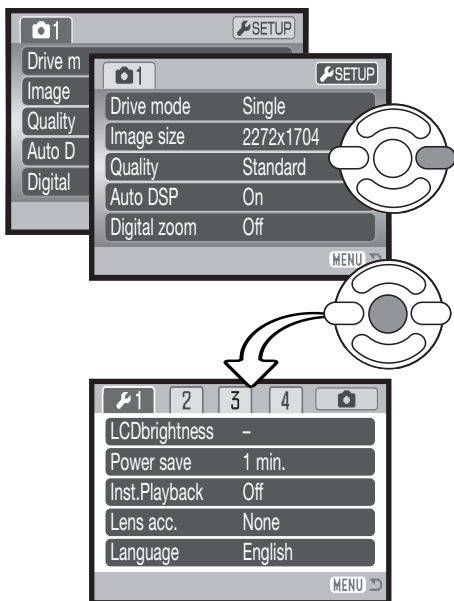 1 SETUP
Drive m
Image
Quality
Auto D
Digital
1 SETUP
Drive mode Single
Image size 2272x1704
Quality Standard
Auto DSP On
Digital zoom Off
MENU
1 2 3 4
LCDbrightness –
Power save 1 min.
Inst.Playback Off
Lens acc. None
Language English
MENU